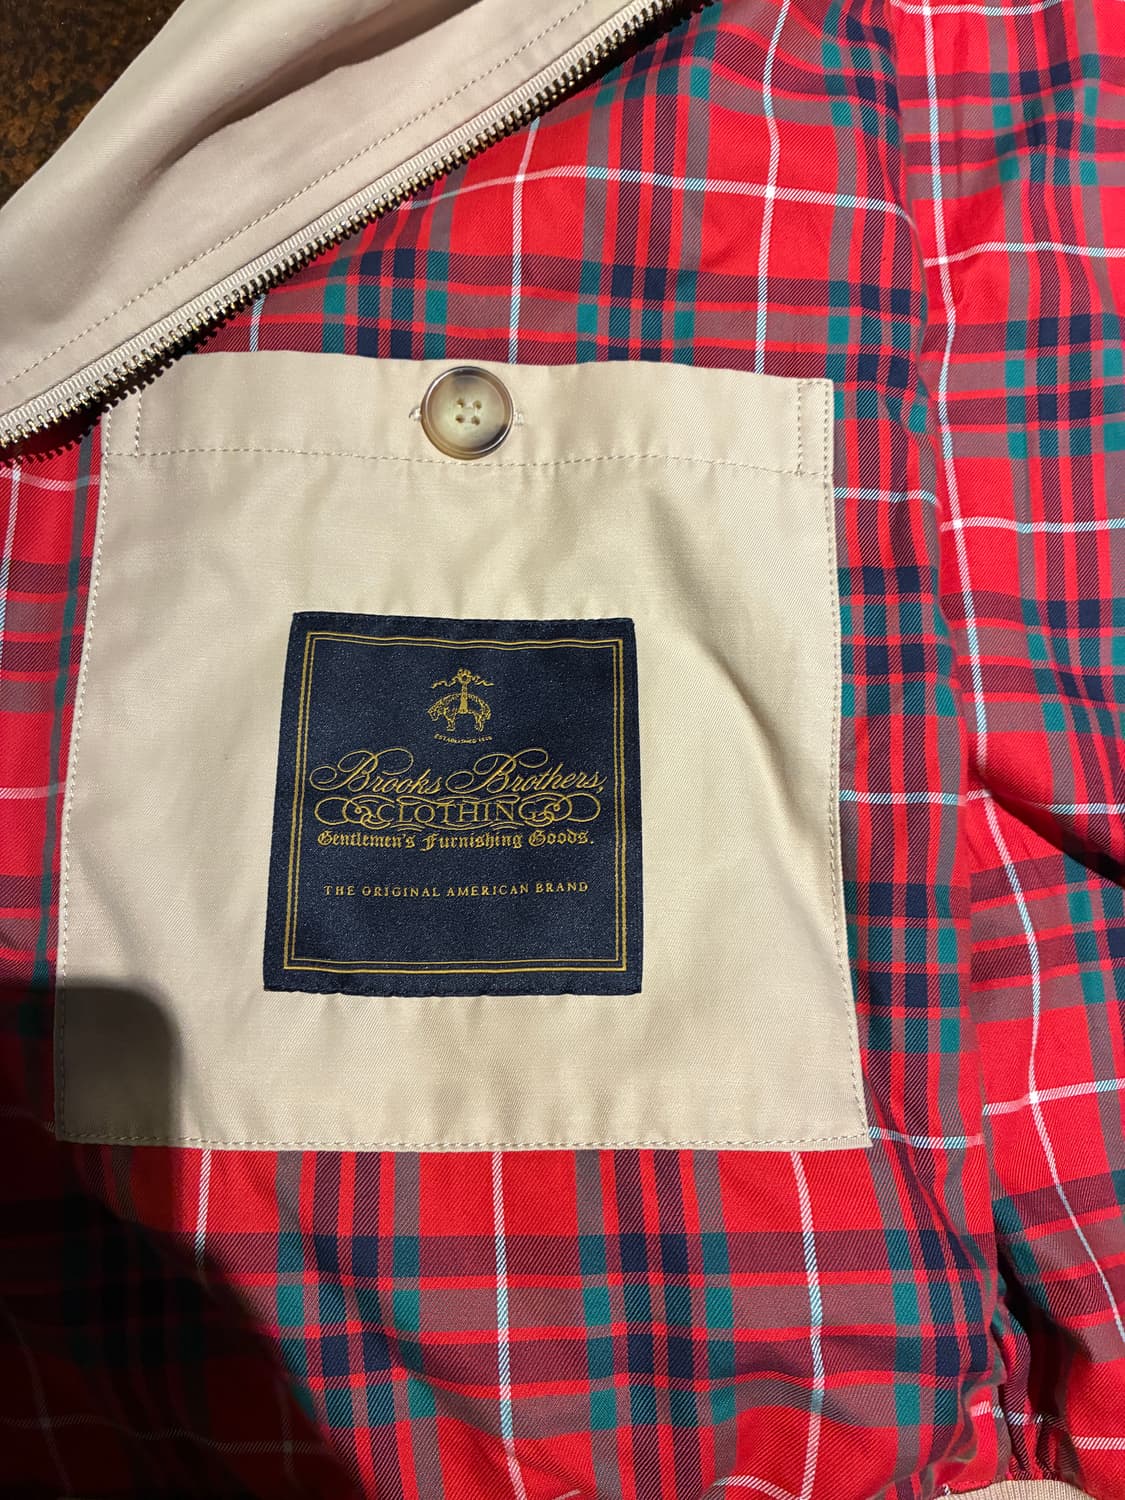 ESTABLISHED 1818
Brooks Brothers,
CLOTHING
Gentlemen's Furnishing Goods.
THE ORIGINAL AMERICAN BRAND